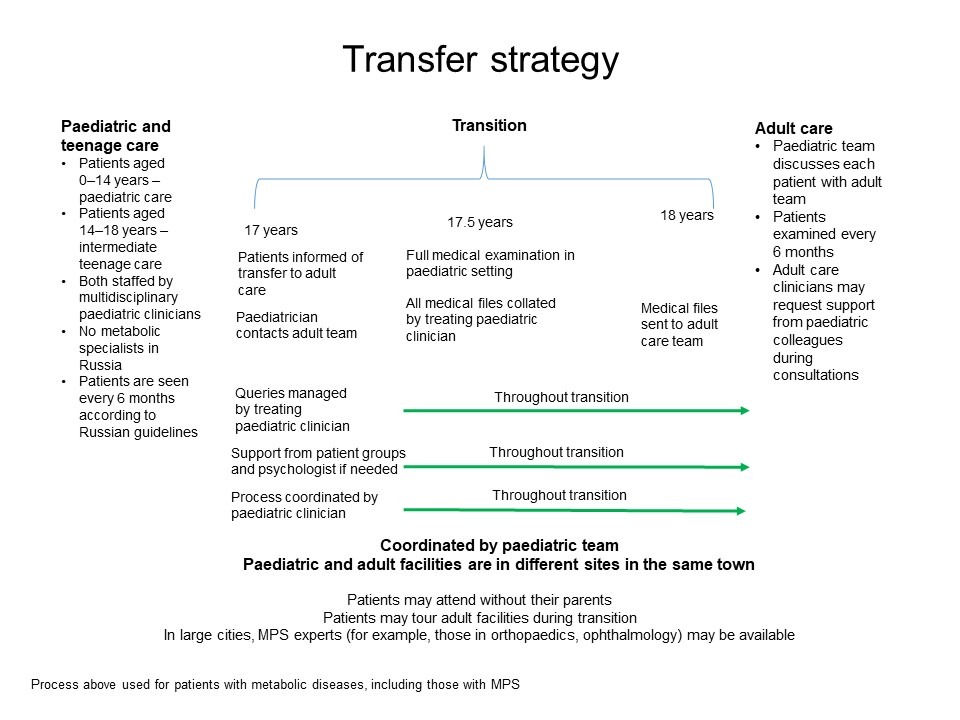 Transfer strategy
Paediatric and
teenage care
• Patients aged
0–14 years –
paediatric care
• Patients aged
14–18 years –
intermediate
teenage care
• Both staffed by
multidisciplinary
paediatric clinicians
• No metabolic
specialists in
Russia
• Patients are seen
every 6 months
according to
Russian guidelines
Transition
17 years
Patients informed of
transfer to adult
care
Paediatrician
contacts adult team
17.5 years
Full medical examination in
paediatric setting
All medical files collated
by treating paediatric
clinician
18 years
Medical files
sent to adult
care team
Queries managed
by treating
paediatric clinician
Throughout transition
Support from patient groups
and psychologist if needed
Throughout transition
Process coordinated by
paediatric clinician
Throughout transition
Adult care
• Paediatric team
discusses each
patient with adult
team
• Patients
examined every
6 months
• Adult care
clinicians may
request support
from paediatric
colleagues
during
consultations
Coordinated by paediatric team
Paediatric and adult facilities are in different sites in the same town
Patients may attend without their parents
Patients may tour adult facilities during transition
In large cities, MPS experts (for example, those in orthopaedics, ophthalmology) may be available
Process above used for patients with metabolic diseases, including those with MPS